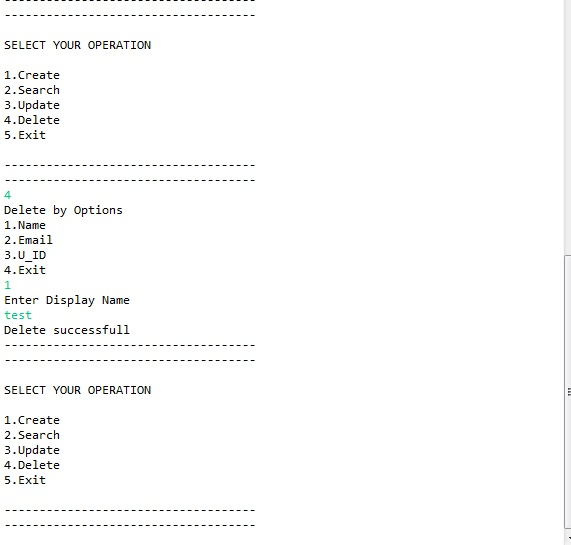 ------------------------------------
------------------------------------
SELECT YOUR OPERATION
1.Create
2.Search
3.Update
4.Delete
5.Exit
------------------------------------
------------------------------------
4
Delete by Options
1.Name
2.Email
3.U_ID
4.Exit
1
Enter Display Name
test
Delete successfull
------------------------------------
------------------------------------
SELECT YOUR OPERATION
1.Create
2.Search
3.Update
4.Delete
5.Exit
------------------------------------
------------------------------------